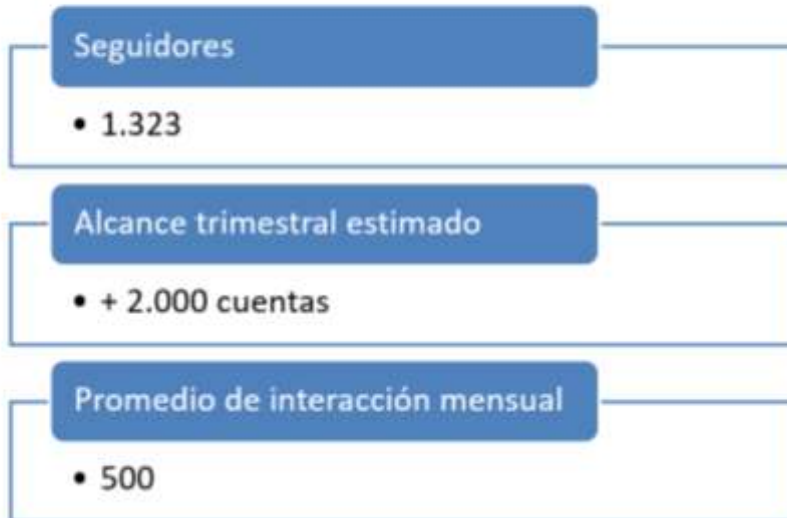 Seguidores
• 1.323
Alcance trimestral estimado
• + 2.000 cuentas
Promedio de interacción mensual
• 500